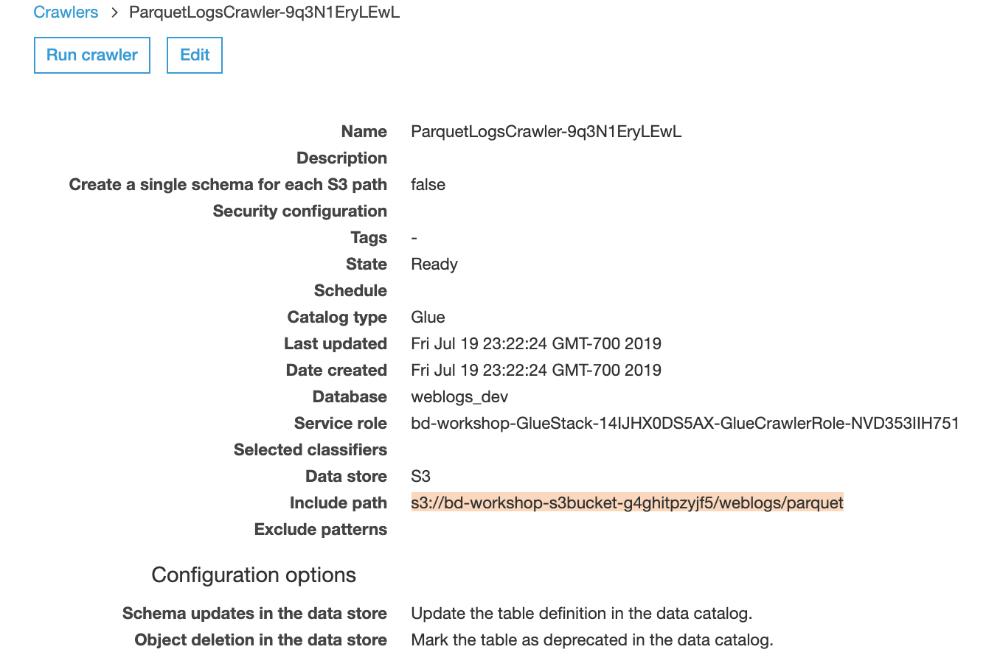 Crawlers > ParquetLogsCrawler-9q3N1EryLEwL
Run crawler Edit
Name ParquetLogsCrawler-9q3N1EryLEwL
Description
Create a single schema for each S3 path false
Security configuration
Tags -
State Ready
Schedule
Catalog type Glue
Last updated Fri Jul 19 23:22:24 GMT-700 2019
Date created Fri Jul 19 23:22:24 GMT-700 2019
Database weblogs_dev
Service role bd-workshop-GlueStack-14IJHX0DS5AX-GlueCrawlerRole-NVD353IIH751
Selected classifiers
Data store S3
Include path s3://bd-workshop-s3bucket-g4ghitpzyjf5/weblogs/parquet
Exclude patterns
Configuration options
Schema updates in the data store Update the table definition in the data catalog.
Object deletion in the data store Mark the table as deprecated in the data catalog.